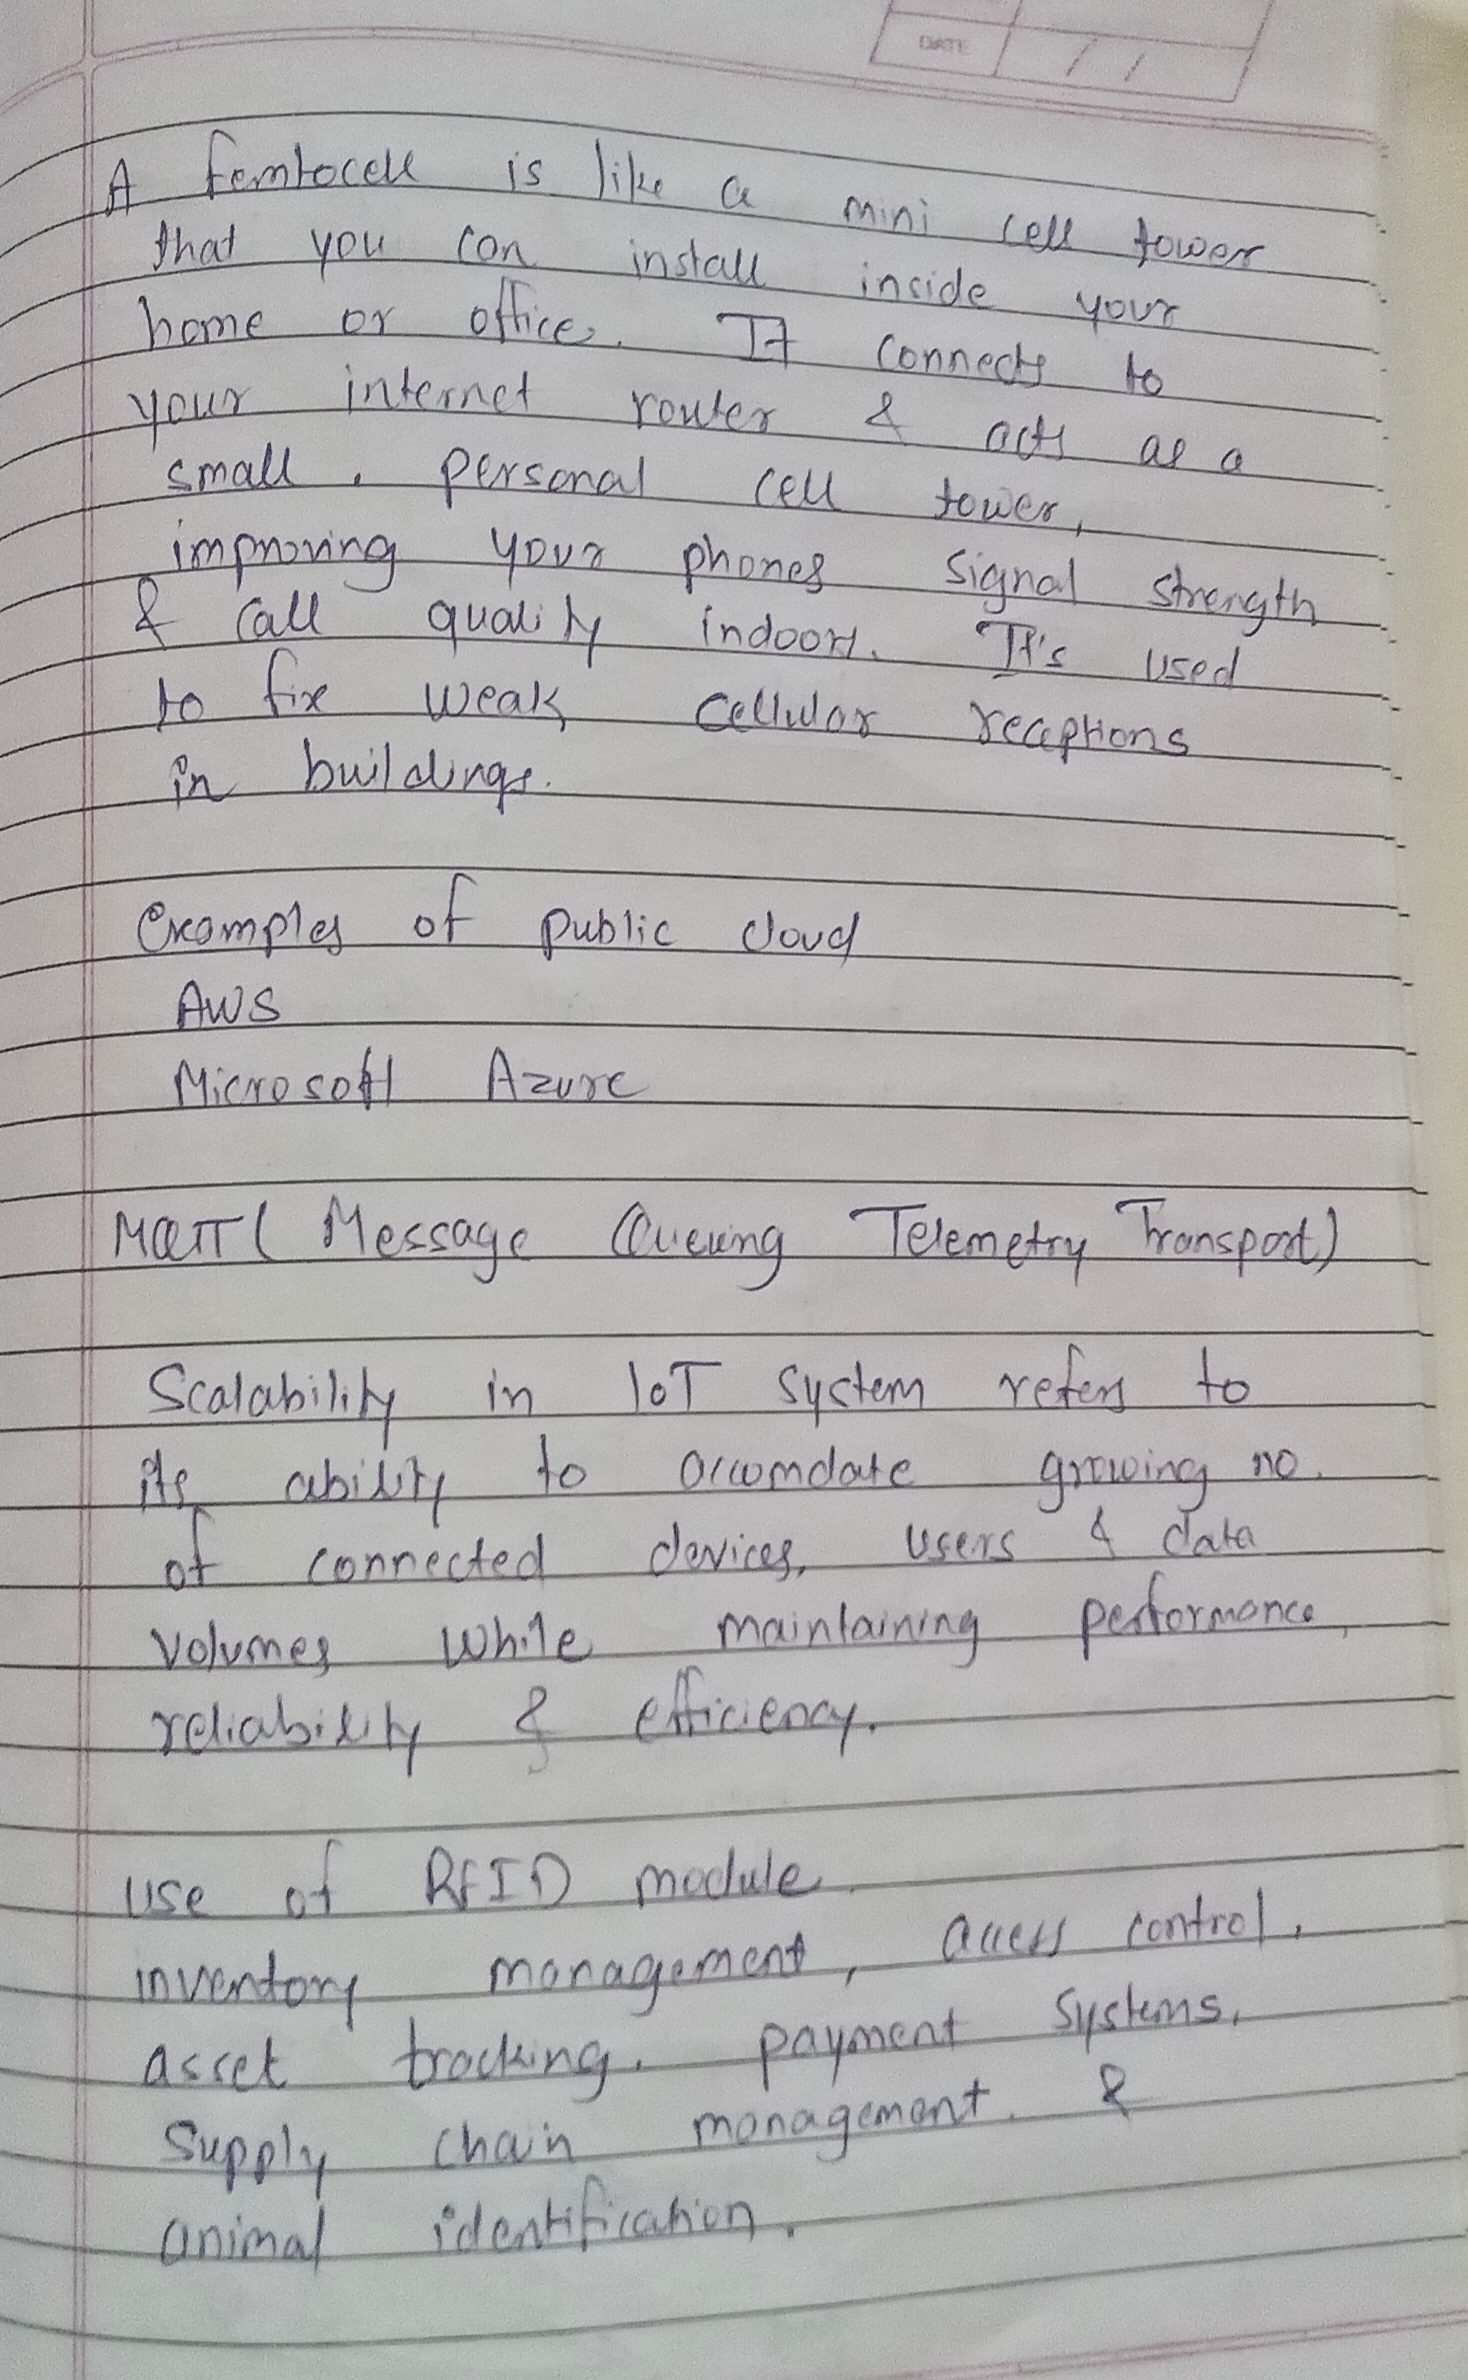 DATE / /
A femtocell is like a mini cell tower
that you can install inside your
home or office. It connects to
your internet router & acts as a
small, personal cell tower,
improving your phones signal strength
& call quality indoors. It's used
to fix weak cellular receptions
in buildings.
Examples of public cloud
AWS
Microsoft Azure
MQTT ( Message Queuing Telemetry Transport)
Scalability in IoT system refers to
its ability to accomdate growing no.
of connected devices, users & data
volumes while maintaining performance,
reliability & efficiency.
use of RFID module.
inventory management, access control,
asset tracking, payment systems,
supply chain management. &
animal identification.